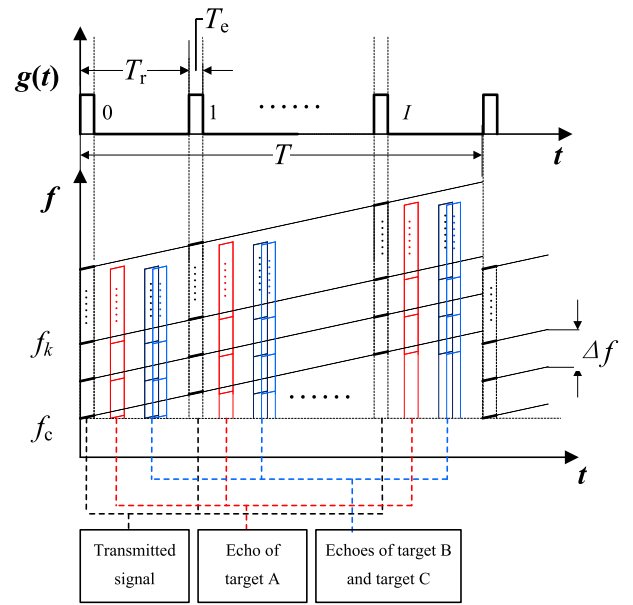 T_e
g(t)
T_r
0
1
......
I
T
t
f
f_k
Δf
f_c
......
t
Transmitted
signal
Echo of
target A
Echoes of target B
and target C